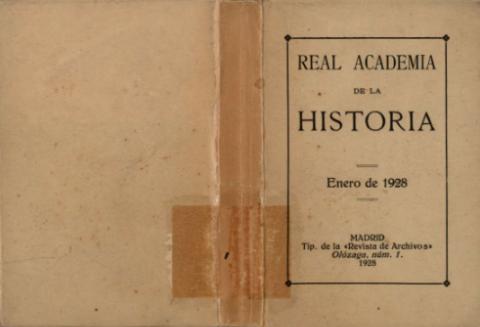 REAL ACADEMIA
DE LA
HISTORIA
Enero de 1928
MADRID
Tip. de la «Revista de Archivos»
Olózaga, núm. 1.
1928